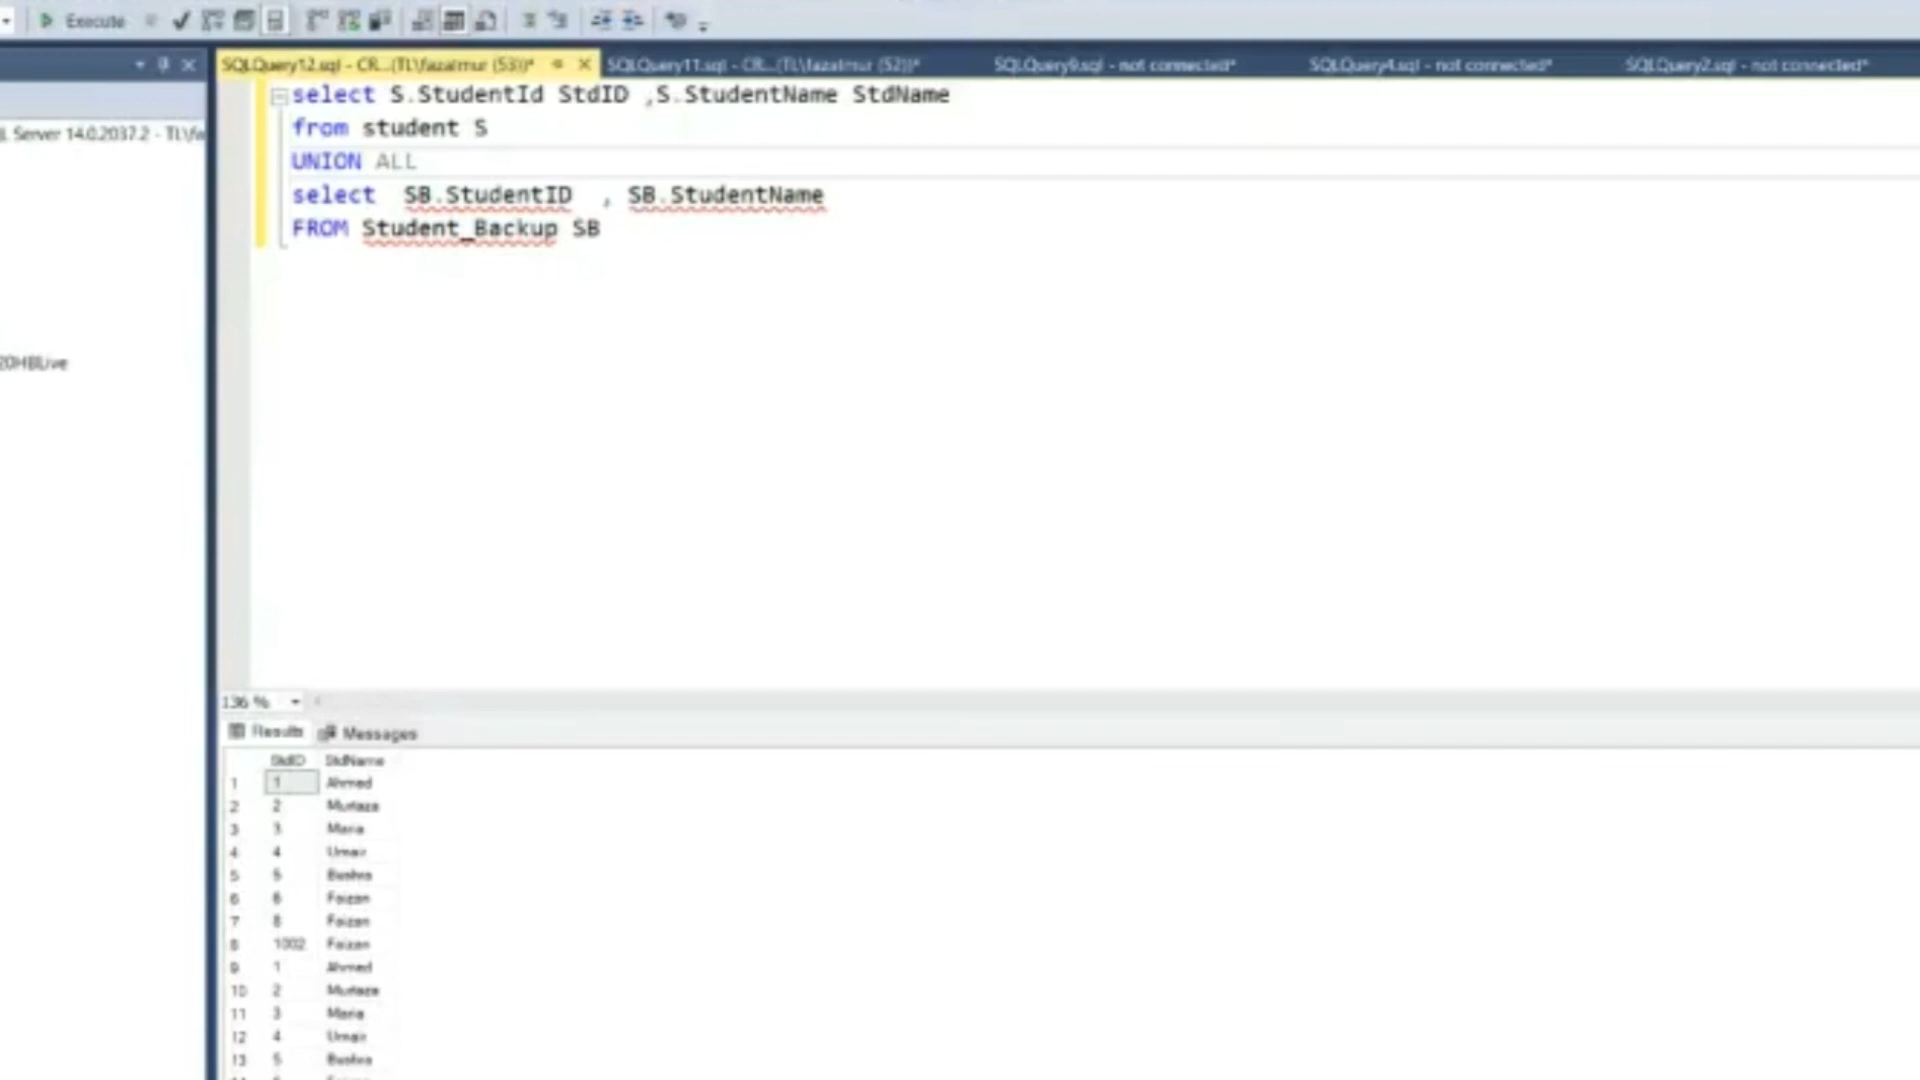 Execute
SQLQuery12.sql - CR...(TL\fazalmur (53))*
SQLQuery11.sql - CR...(TL\fazalmur (52))*
SQLQuery9.sql - not connected*
SQLQuery4.sql - not connected*
SQLQuery2.sql - not connected*
L Server 14.0.2037.2 - TL\fa
20HBLive
select S.StudentId StdID ,S.StudentName StdName
from student S
UNION ALL
select SB.StudentID , SB.StudentName
FROM Student_Backup SB
136 %
Results Messages
StdID StdName
1 1 Ahmed
2 2 Murtaza
3 3 Maria
4 4 Umair
5 5 Bushra
6 6 Faizan
7 8 Faizan
8 1002 Faizan
9 1 Ahmed
10 2 Murtaza
11 3 Maria
12 4 Umair
13 5 Bushra